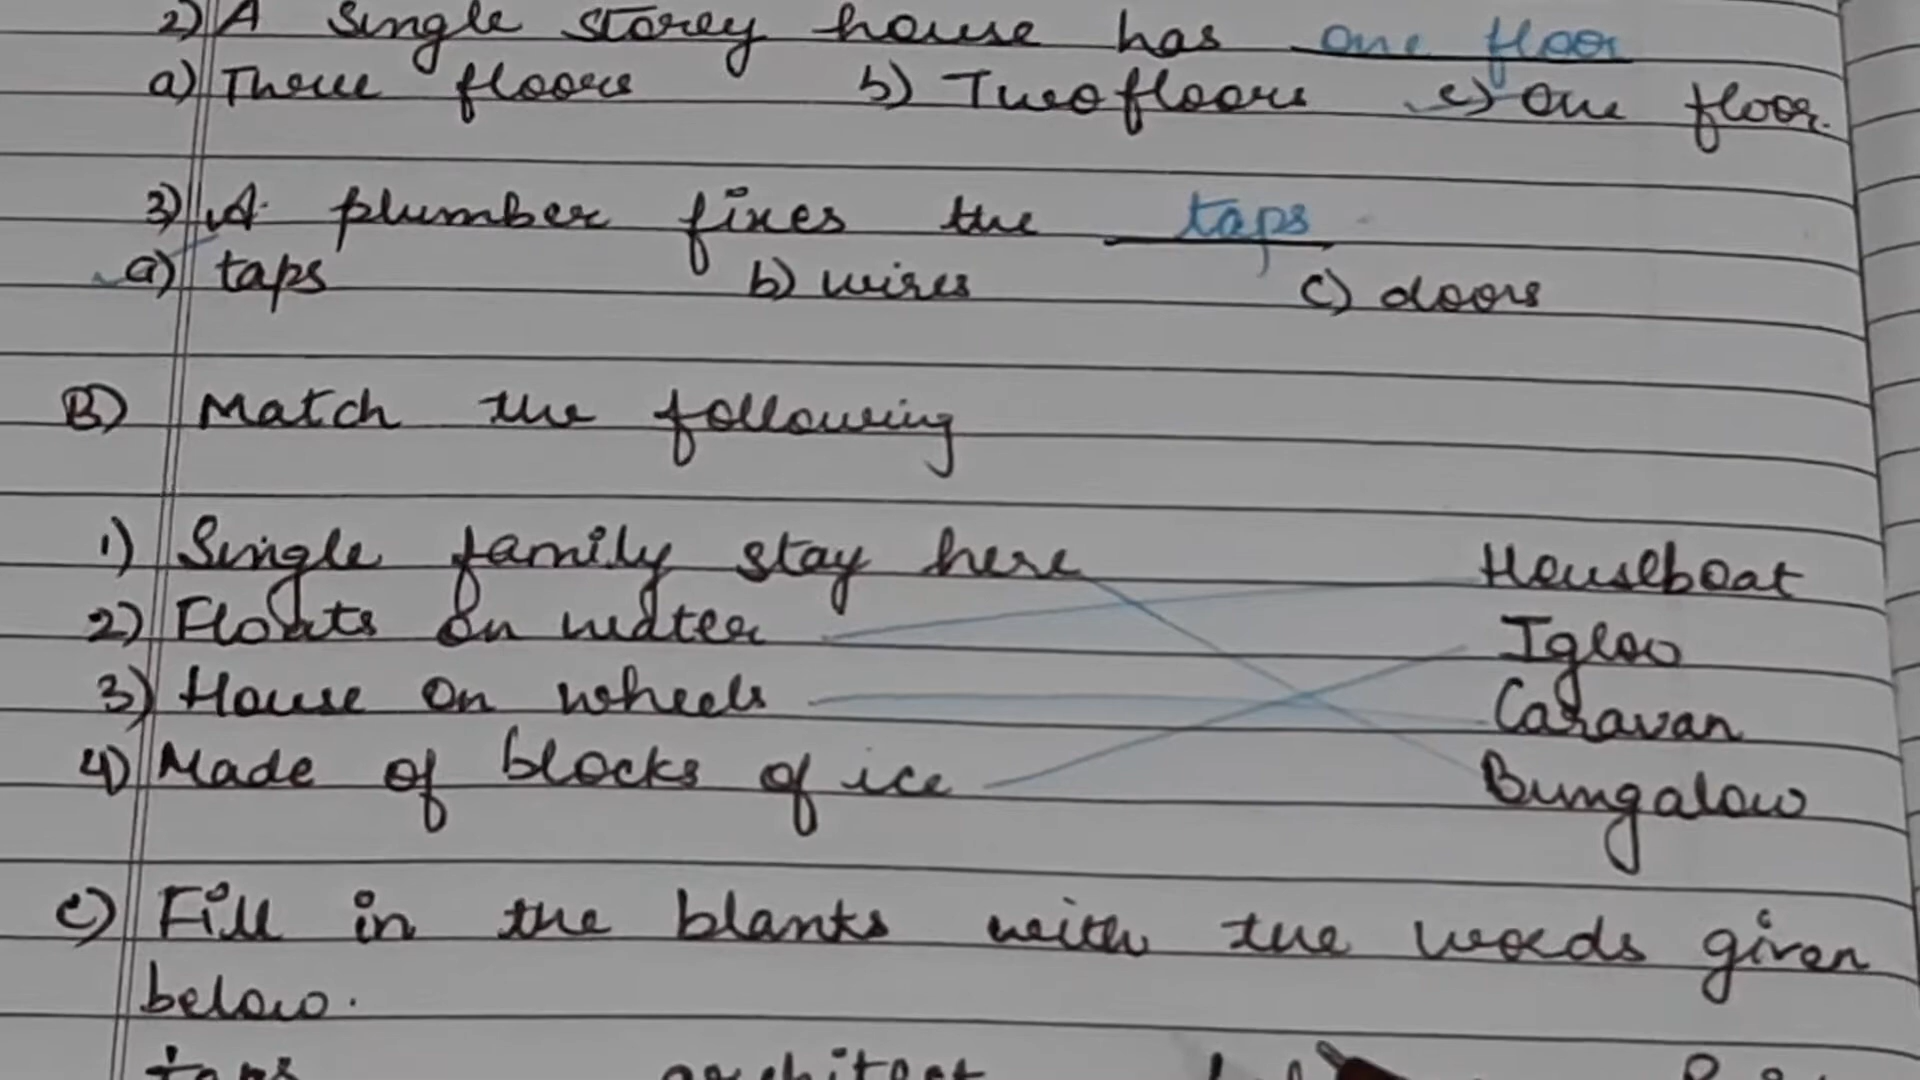 2) A single storey house has one floor
a) Three floors b) Two floors c) One floor.
3) A plumber fixes the taps
a) taps b) wires c) doors
B) Match the following
1) Single family stay here Houseboat
2) Floats on water Igloo
3) House on wheels Caravan
4) Made of blocks of ice Bungalow
C) Fill in the blanks with the words given
below.
taps architect